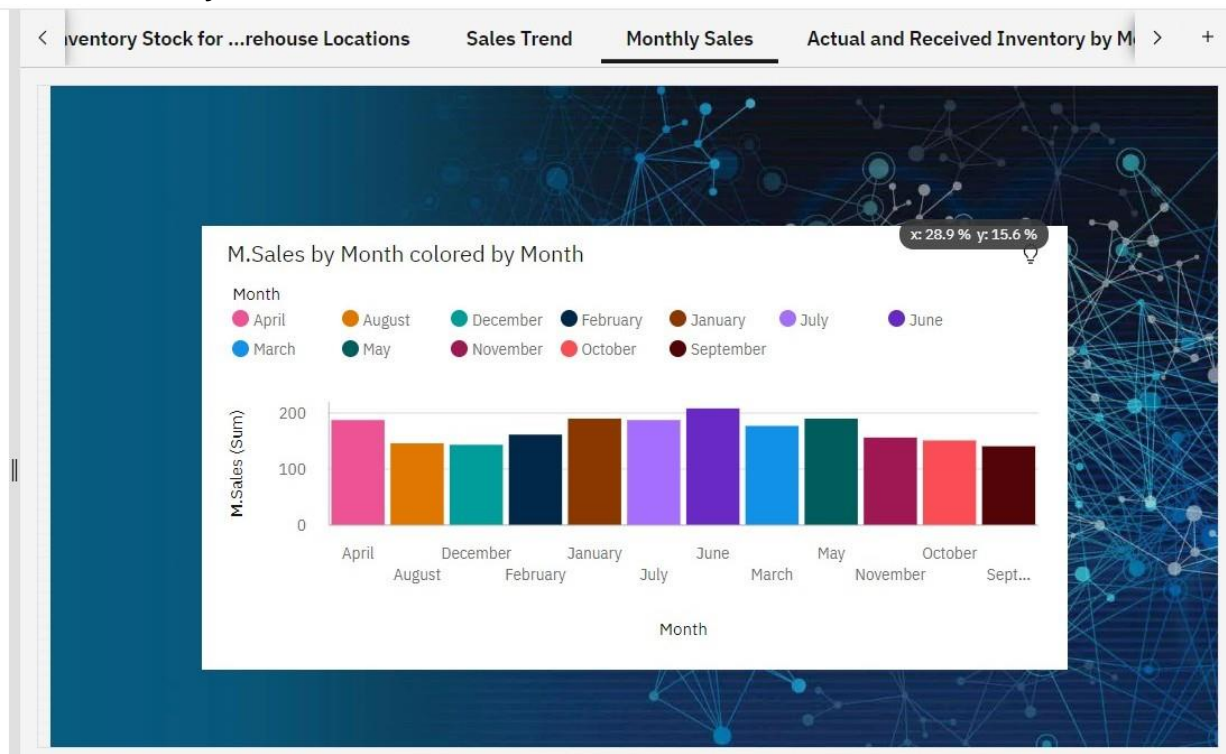 ventory Stock for ...rehouse Locations Sales Trend Monthly Sales Actual and Received Inventory by M
x: 28.9 % y: 15.6 %
M.Sales by Month colored by Month
Month
April August December February January July June
March May November October September
M.Sales (Sum)
200
100
0
April December January June May October
August February July March November Sept...
Month